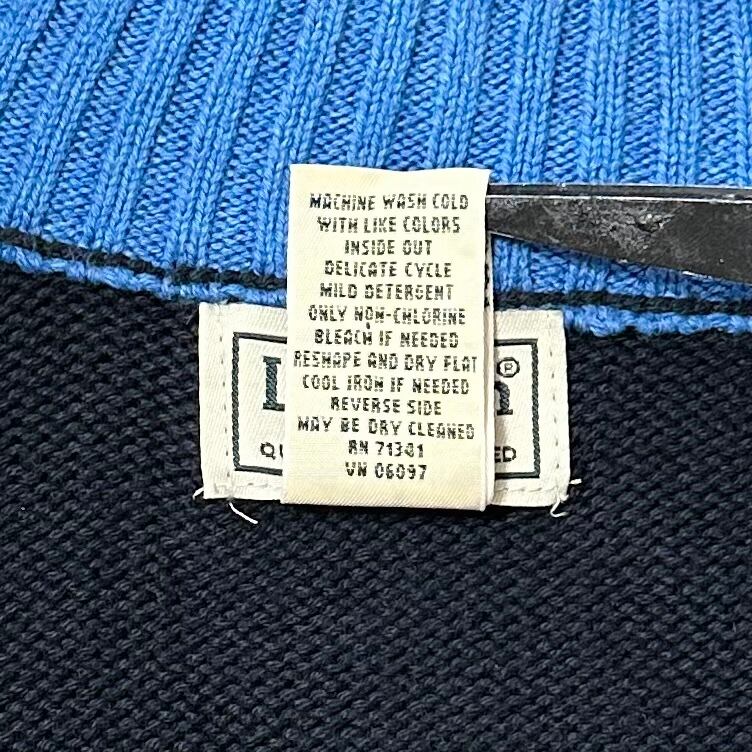 MACHINE WASH COLD
WITH LIKE COLORS
INSIDE OUT
DELICATE CYCLE
MILD DETERGENT
ONLY NON-CHLORINE
BLEACH IF NEEDED
RESHAPE AND DRY FLAT
COOL IRON IF NEEDED
REVERSE SIDE
MAY BE DRY CLEANED
RN 71341
VN 06097